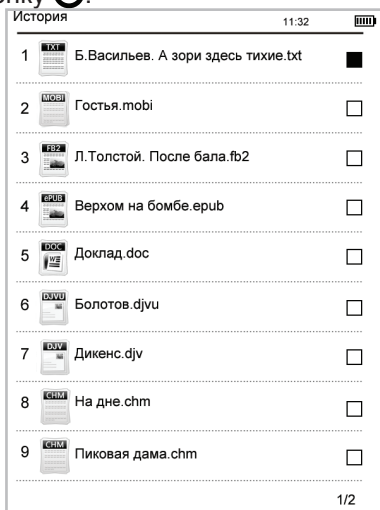 нку
История 11:32
1 TXT Б.Васильев. А зори здесь тихие.txt
2 MOBI Гостья.mobi
3 FB2 Л.Толстой. После бала.fb2
4 ePUB Верхом на бомбе.epub
5 DOC Доклад.doc
6 DJVU Болотов.djvu
7 DJV Дикенс.djv
8 CHM На дне.chm
9 CHM Пиковая дама.chm
1/2